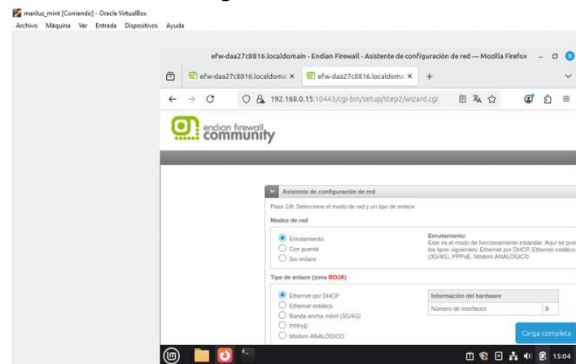 mariluz_mint [Corriendo] - Oracle VirtualBox
Archivo Máquina Ver Entrada Dispositivos Ayuda
efw-daa27c8816.localdomain - Endian Firewall - Asistente de configuración de red — Mozilla Firefox
efw-daa27c8816.localdoma efw-daa27c8816.localdoma
192.168.0.15:10443/cgi-bin/setup/step2/wizard.cgi
endian firewall
community
Asistente de configuración de red
Paso 1/8: Seleccione el modo de red y un tipo de enlace
Modos de red
Enrutamiento
Con puente
Sin enlace
Enrutamiento
Este es el modo de funcionamiento estándar. Aquí se pue
los tipos siguientes: Ethernet por DHCP, Ethernet estático,
(3G/4G), PPPoE, Módem ANALÓGICO
Tipo de enlace (zona ROJA)
Ethernet por DHCP
Ethernet estático
Banda ancha móvil (3G/4G)
PPPoE
Módem ANALÓGICO
Información del hardware
Número de interfaces 2
Carga completa
15:04